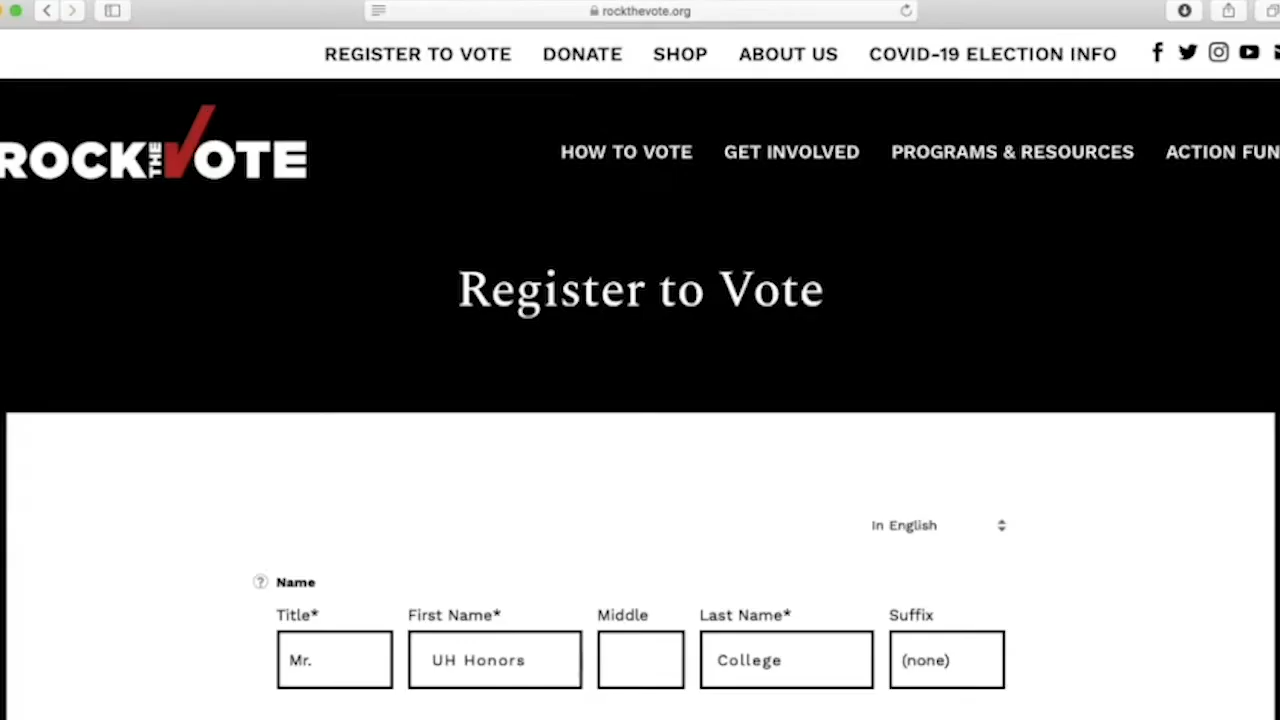 rockthevote.org
REGISTER TO VOTE DONATE SHOP ABOUT US COVID-19 ELECTION INFO
ROCK THE VOTE
HOW TO VOTE GET INVOLVED PROGRAMS & RESOURCES ACTION FUN
Register to Vote
In English
? Name
Title* First Name* Middle Last Name* Suffix
Mr. UH Honors College (none)